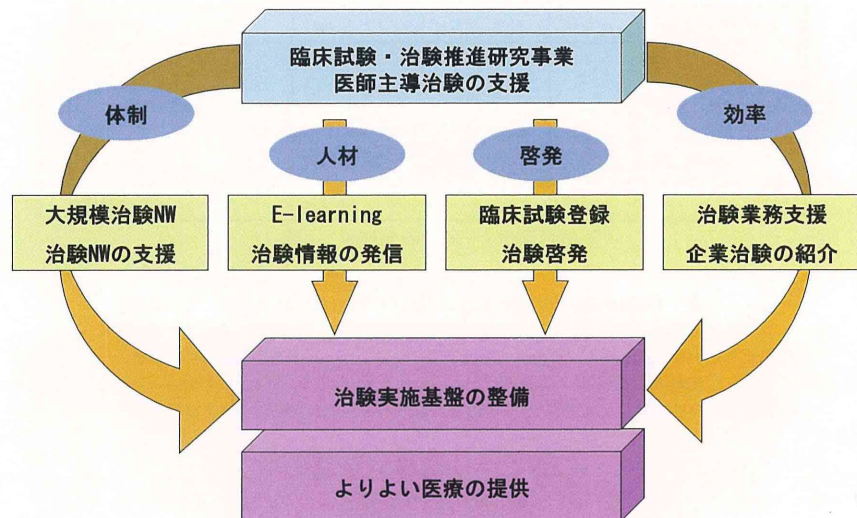 臨床試験・治験推進研究事業
医師主導治験の支援
体制
人材
啓発
効率
大規模治験NW
治験NWの支援
E-learning
治験情報の発信
臨床試験登録
治験啓発
治験業務支援
企業治験の紹介
治験実施基盤の整備
よりよい医療の提供